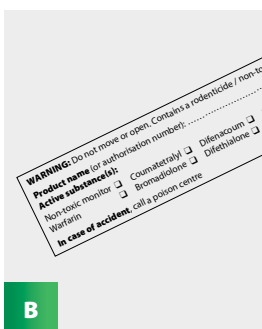 WARNING: Do not move or open. Contains a rodenticide / non-to
Product name (or authorisation number): ................................
Active substance(s):
Non-toxic monitor ❏ Coumatetralyl ❏ Difenacoum ❏
Warfarin ❏ Bromadiolone ❏ Difethialone ❏
In case of accident, call a poison centre
B